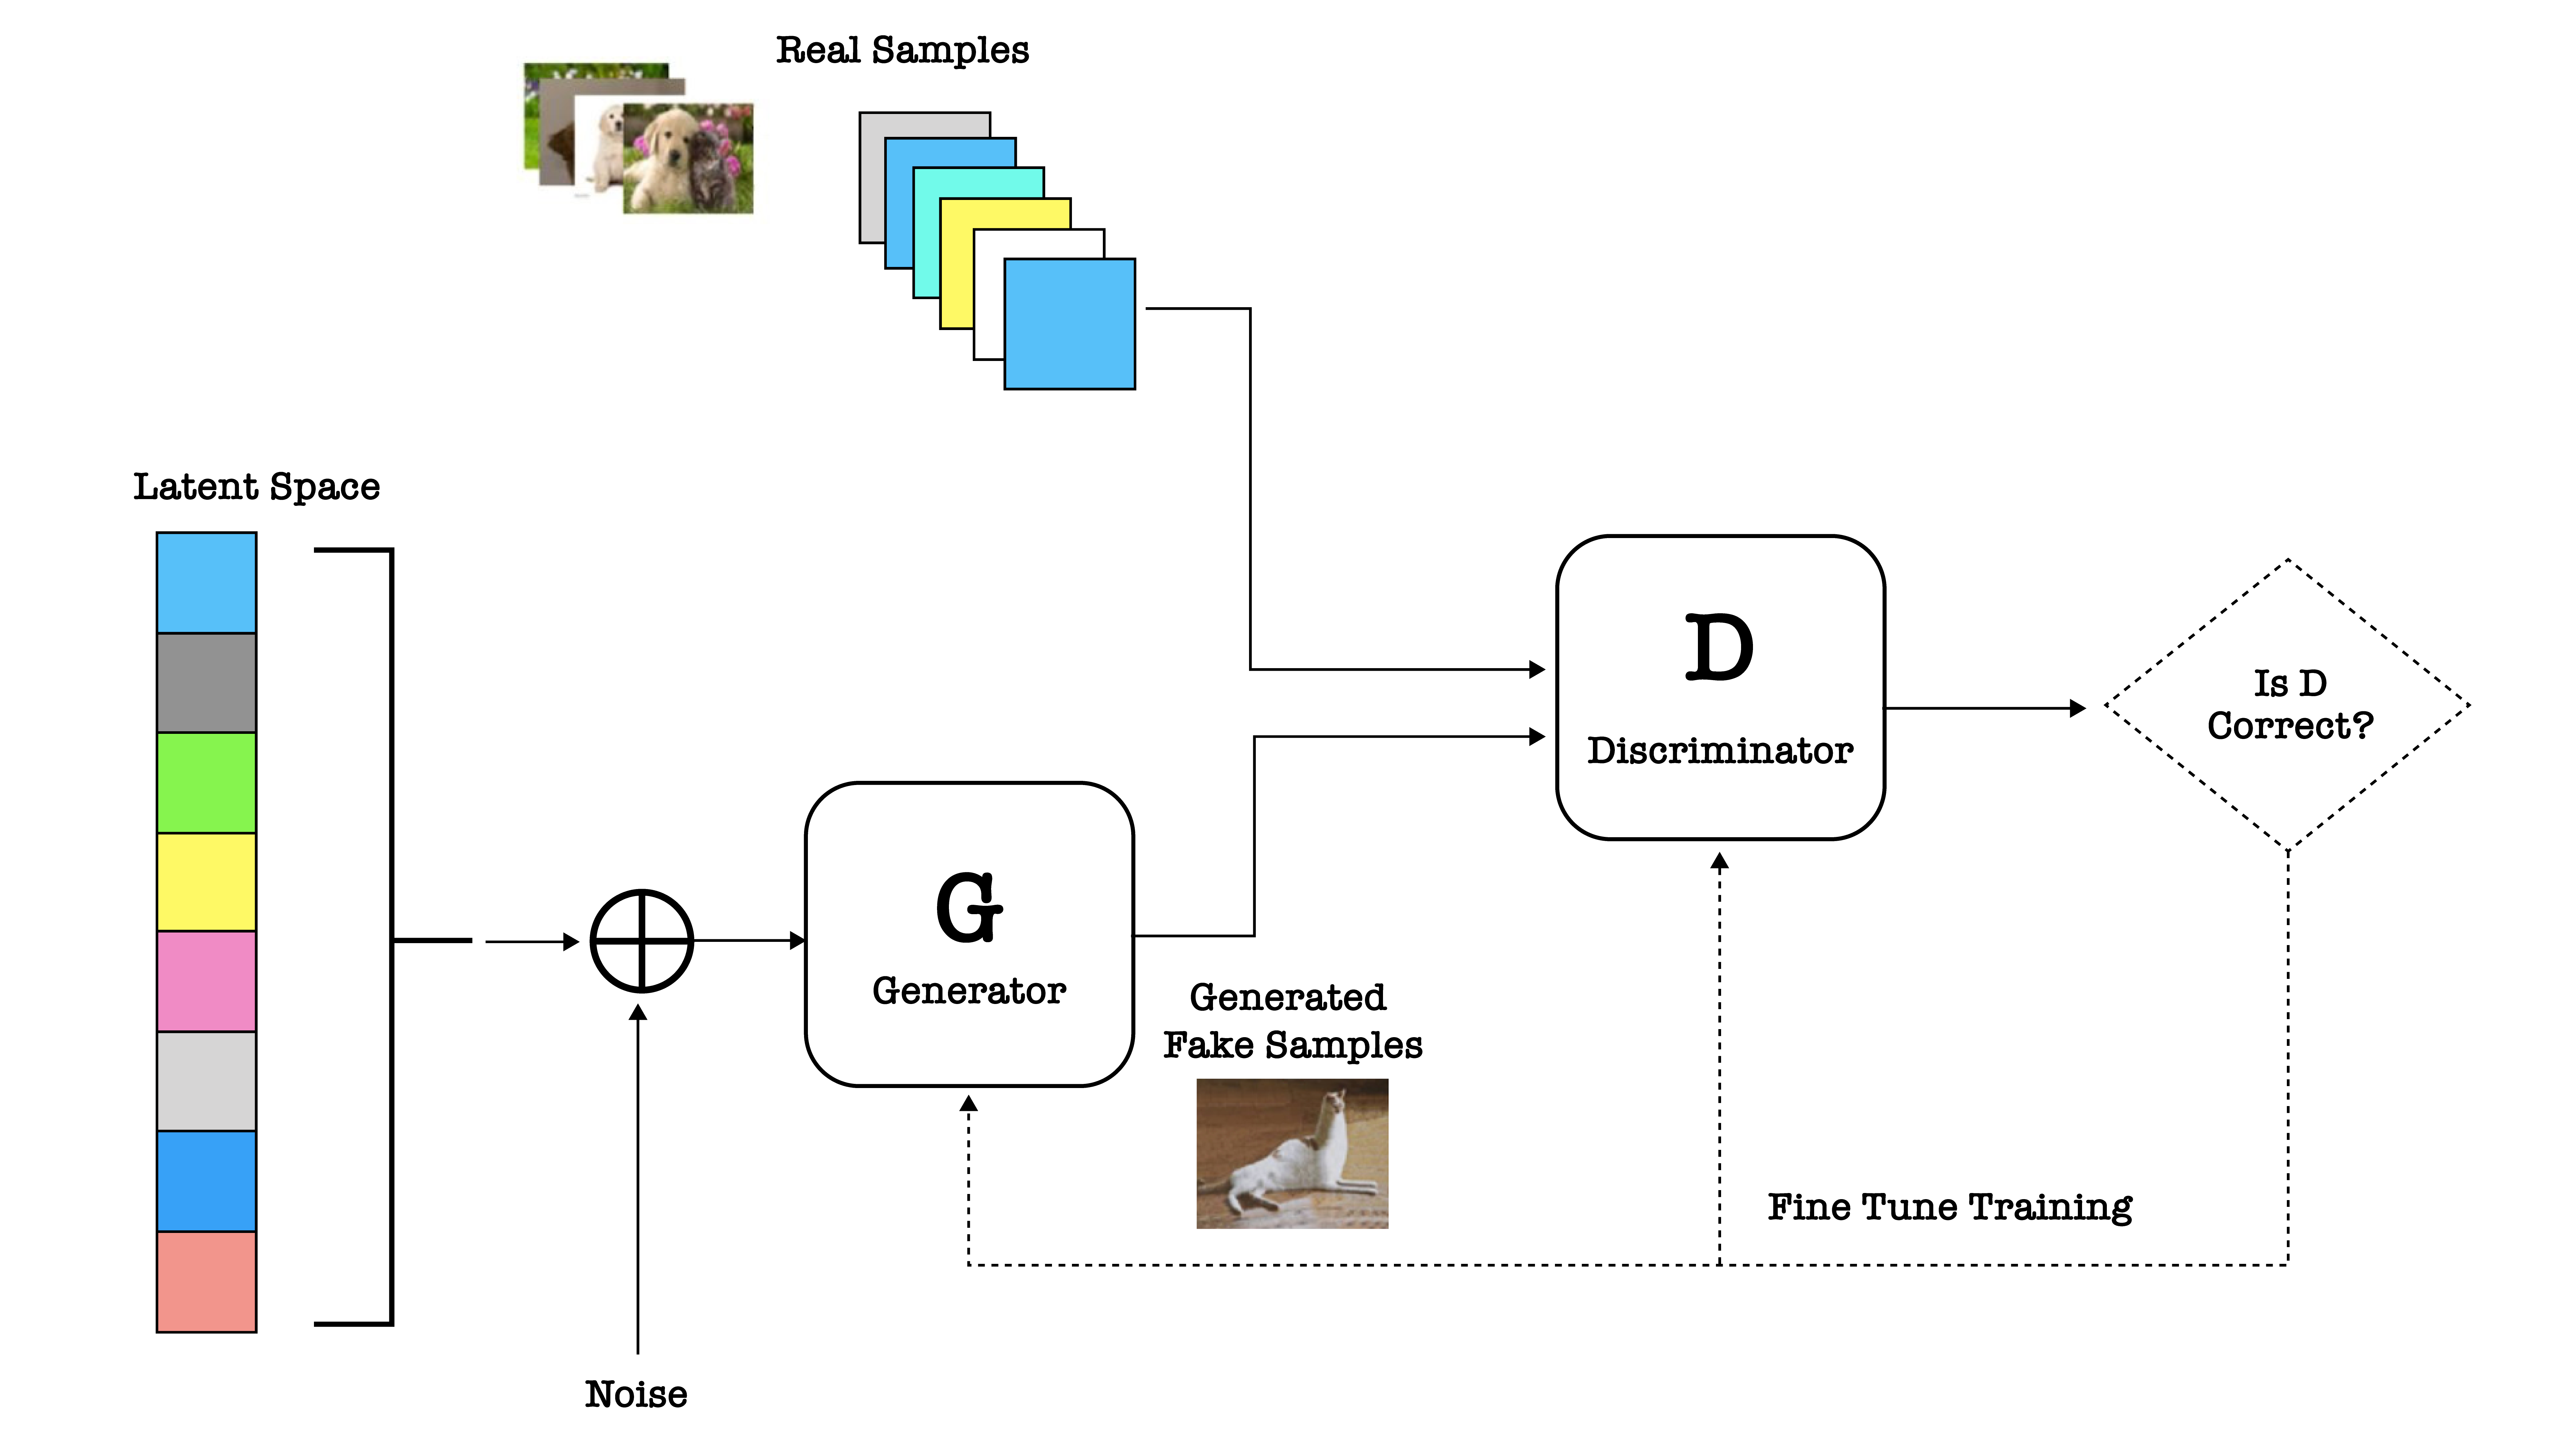 Real Samples
Latent Space
D
Discriminator
Is D
Correct?
G
Generator
Generated
Fake Samples
Fine Tune Training
Noise